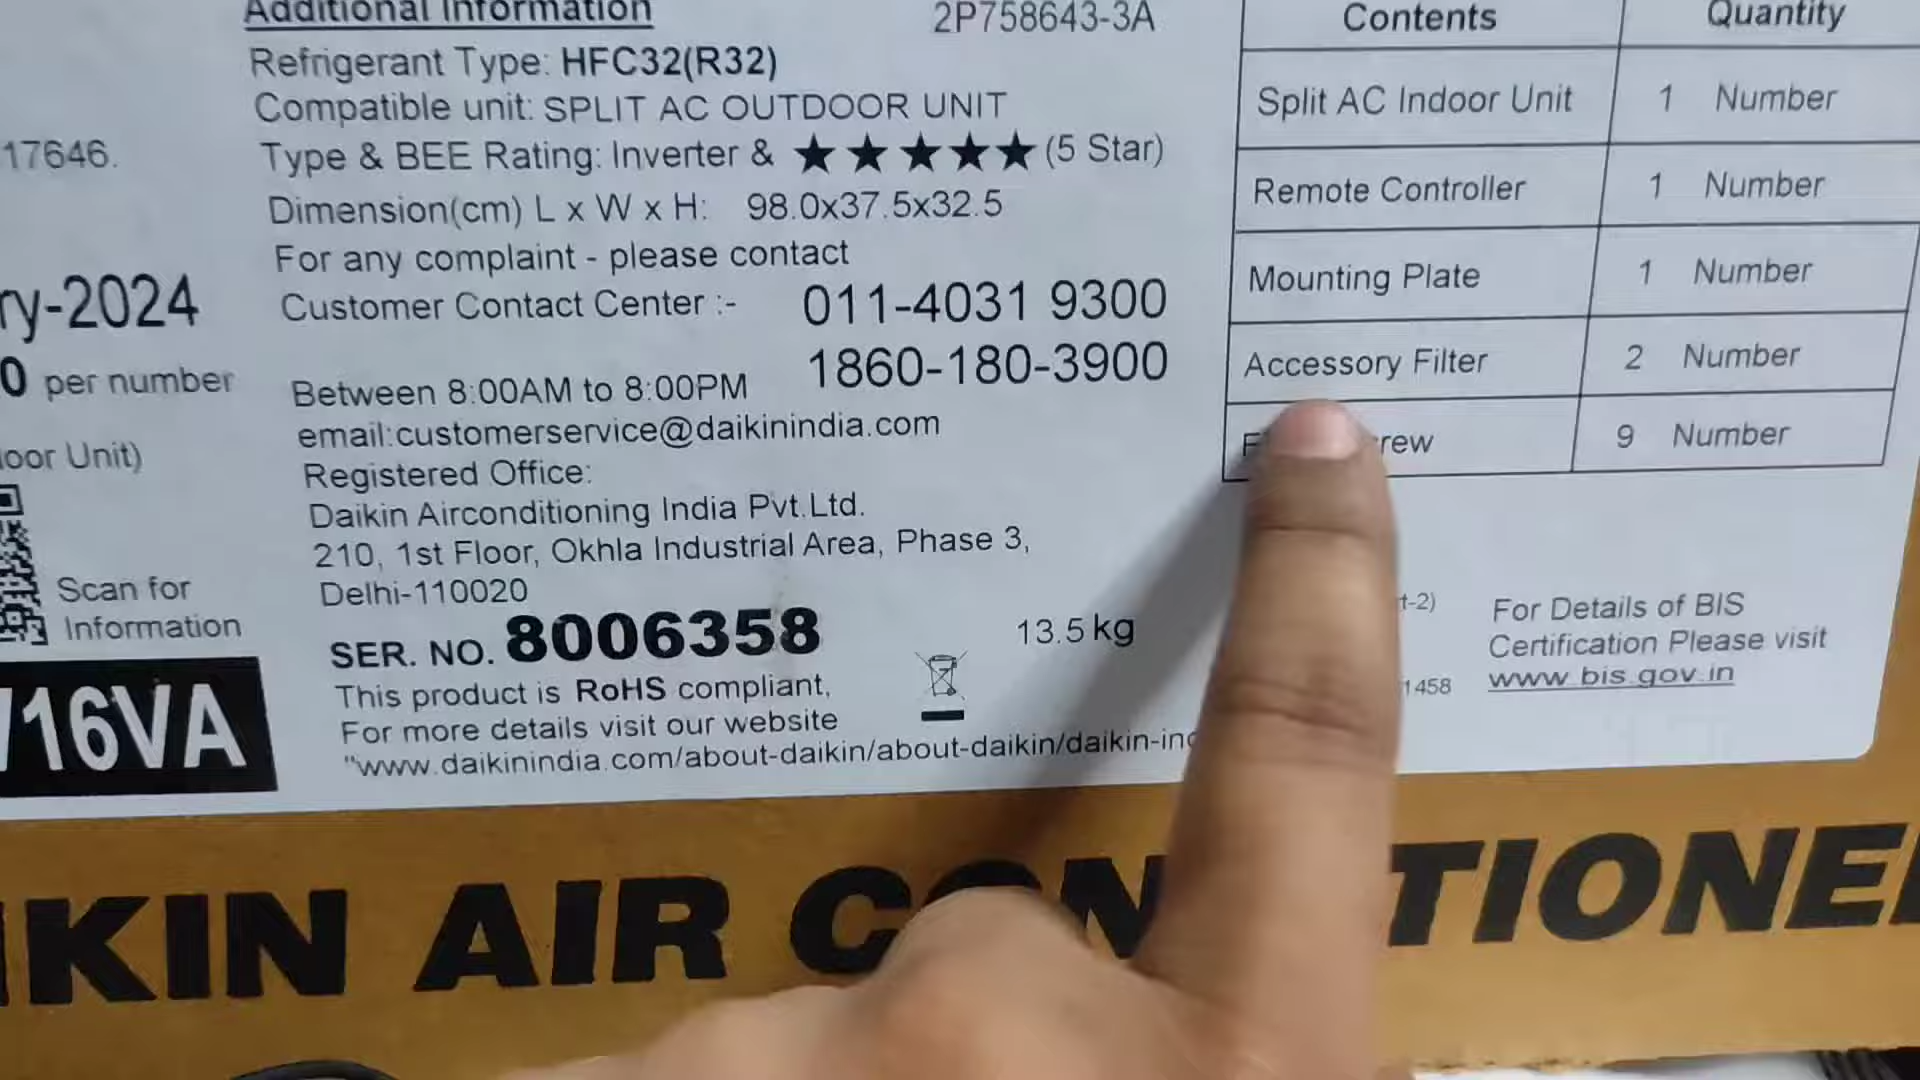 Additional Information
2P758643-3A
Refrigerant Type: HFC32(R32)
Compatible unit: SPLIT AC OUTDOOR UNIT
Type & BEE Rating: Inverter & ★★★★★ (5 Star)
Dimension(cm) L x W x H: 98.0x37.5x32.5
For any complaint - please contact
Customer Contact Center :- 011-4031 9300
1860-180-3900
Between 8:00AM to 8:00PM
email:customerservice@daikinindia.com
Registered Office:
Daikin Airconditioning India Pvt.Ltd.
210, 1st Floor, Okhla Industrial Area, Phase 3,
Delhi-110020
SER. NO. 8006358
13.5 kg
This product is RoHS compliant,
For more details visit our website
"www.daikinindia.com/about-daikin/about-daikin/daikin-ind
17646.
ry-2024
0 per number
oor Unit)
Scan for
Information
16VA
Contents Quantity
Split AC Indoor Unit 1 Number
Remote Controller 1 Number
Mounting Plate 1 Number
Accessory Filter 2 Number
rew 9 Number
t-2)
1458
For Details of BIS
Certification Please visit
www.bis.gov.in
IKIN AIR CON TIONE